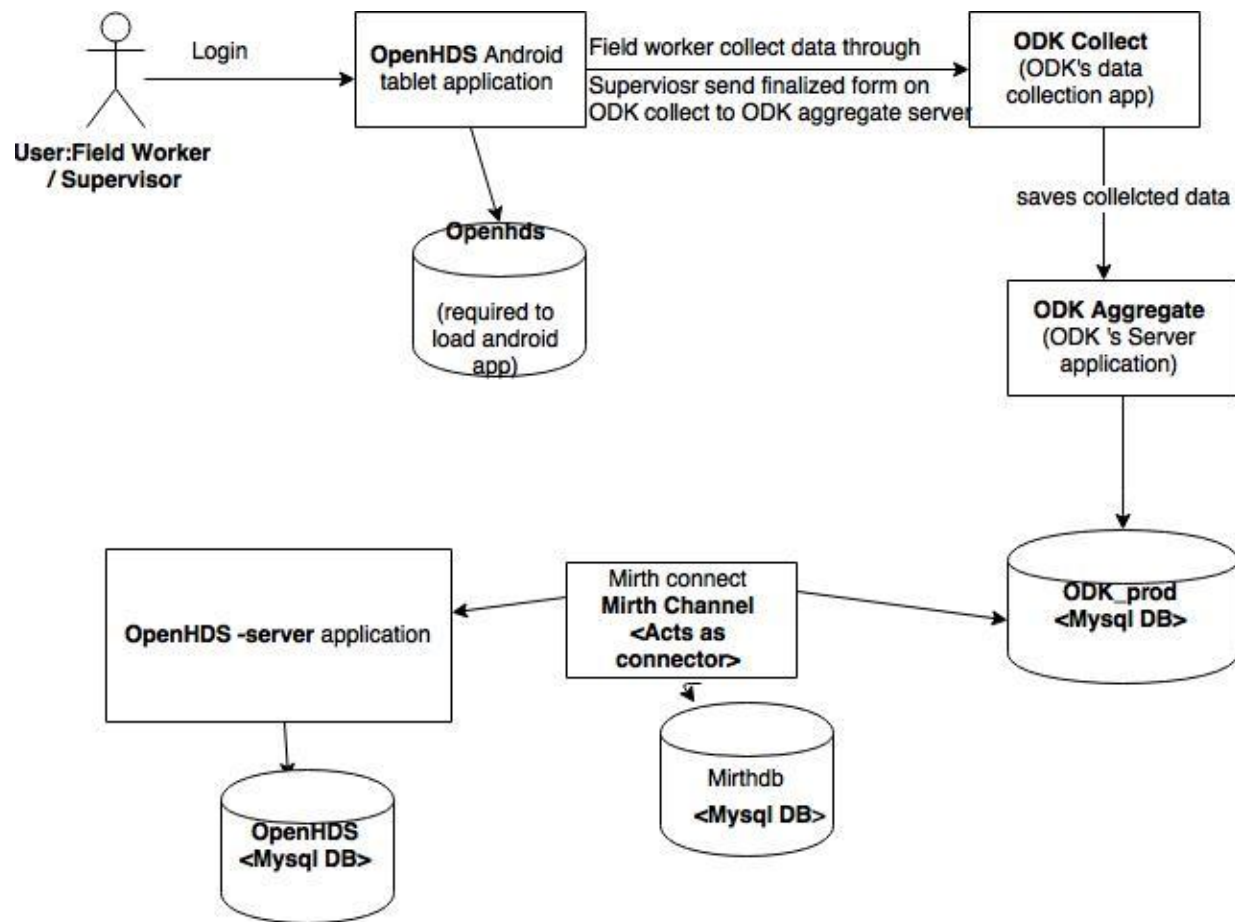 Login
User:Field Worker
/ Supervisor
OpenHDS Android
tablet application
Field worker collect data through
Superviosr send finalized form on
ODK collect to ODK aggregate server
ODK Collect
(ODK's data
collection app)
saves collelcted data
Openhds
(required to
load android
app)
ODK Aggregate
(ODK 's Server
application)
ODK_prod
<Mysql DB>
Mirth connect
Mirth Channel
<Acts as
connector>
OpenHDS -server application
Mirthdb
<Mysql DB>
OpenHDS
<Mysql DB>